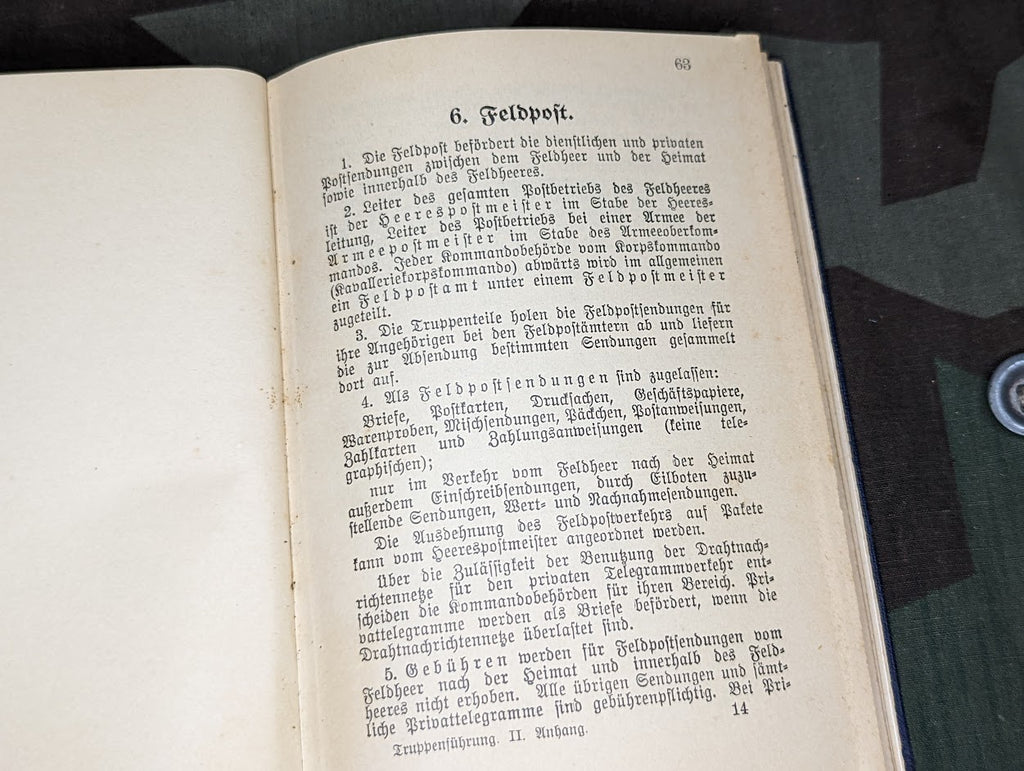 63
6. Feldpost.
1. Die Feldpost befördert die dienstlichen und privaten
Postsendungen zwischen dem Feldheer und der Heimat
sowie innerhalb des Feldheeres.
2. Leiter des gesamten Postbetriebs des Feldheeres
ist der Heerespostmeister im Stabe der Heeres-
leitung, Leiter des Postbetriebs bei einer Armee der
Armeepostmeister im Stabe des Armeeoberkom-
mandos. Jeder Kommandobehörde vom Korpskommando
(Kavalleriekorpskommando) abwärts wird im allgemeinen
ein Feldpostamt unter einem Feldpostmeister
zugeteilt.
3. Die Truppenteile holen die Feldpostsendungen für
ihre Angehörigen bei den Feldpostämtern ab und liefern
die zur Absendung bestimmten Sendungen gesammelt
dort auf.
4. Als Feldpostsendungen sind zugelassen:
Briefe, Postkarten, Drucksachen, Geschäftspapiere,
Warenproben, Mischsendungen, Päckchen, Postanweisungen,
Zahlkarten und Zahlungsanweisungen (keine tele-
graphischen);
nur im Verkehr vom Feldheer nach der Heimat
außerdem Einschreibsendungen, durch Eilboten zuzu-
stellende Sendungen, Wert- und Nachnahmesendungen.
Die Ausdehnung des Feldpostverkehrs auf Pakete
kann vom Heerespostmeister angeordnet werden.
Über die Zulässigkeit der Benutzung der Drahtnach-
richtennetze für den privaten Telegrammverkehr ent-
scheiden die Kommandobehörden für ihren Bereich. Pri-
vattelegramme werden als Briefe befördert, wenn die
Drahtnachrichtennetze überlastet sind.
5. Gebühren werden für Feldpostsendungen vom
Feldheer nach der Heimat und innerhalb des Feld-
heeres nicht erhoben. Alle übrigen Sendungen und sämt-
liche Privattelegramme sind gebührenpflichtig. Bei Pri-
Truppenführung. II. Anhang.
14